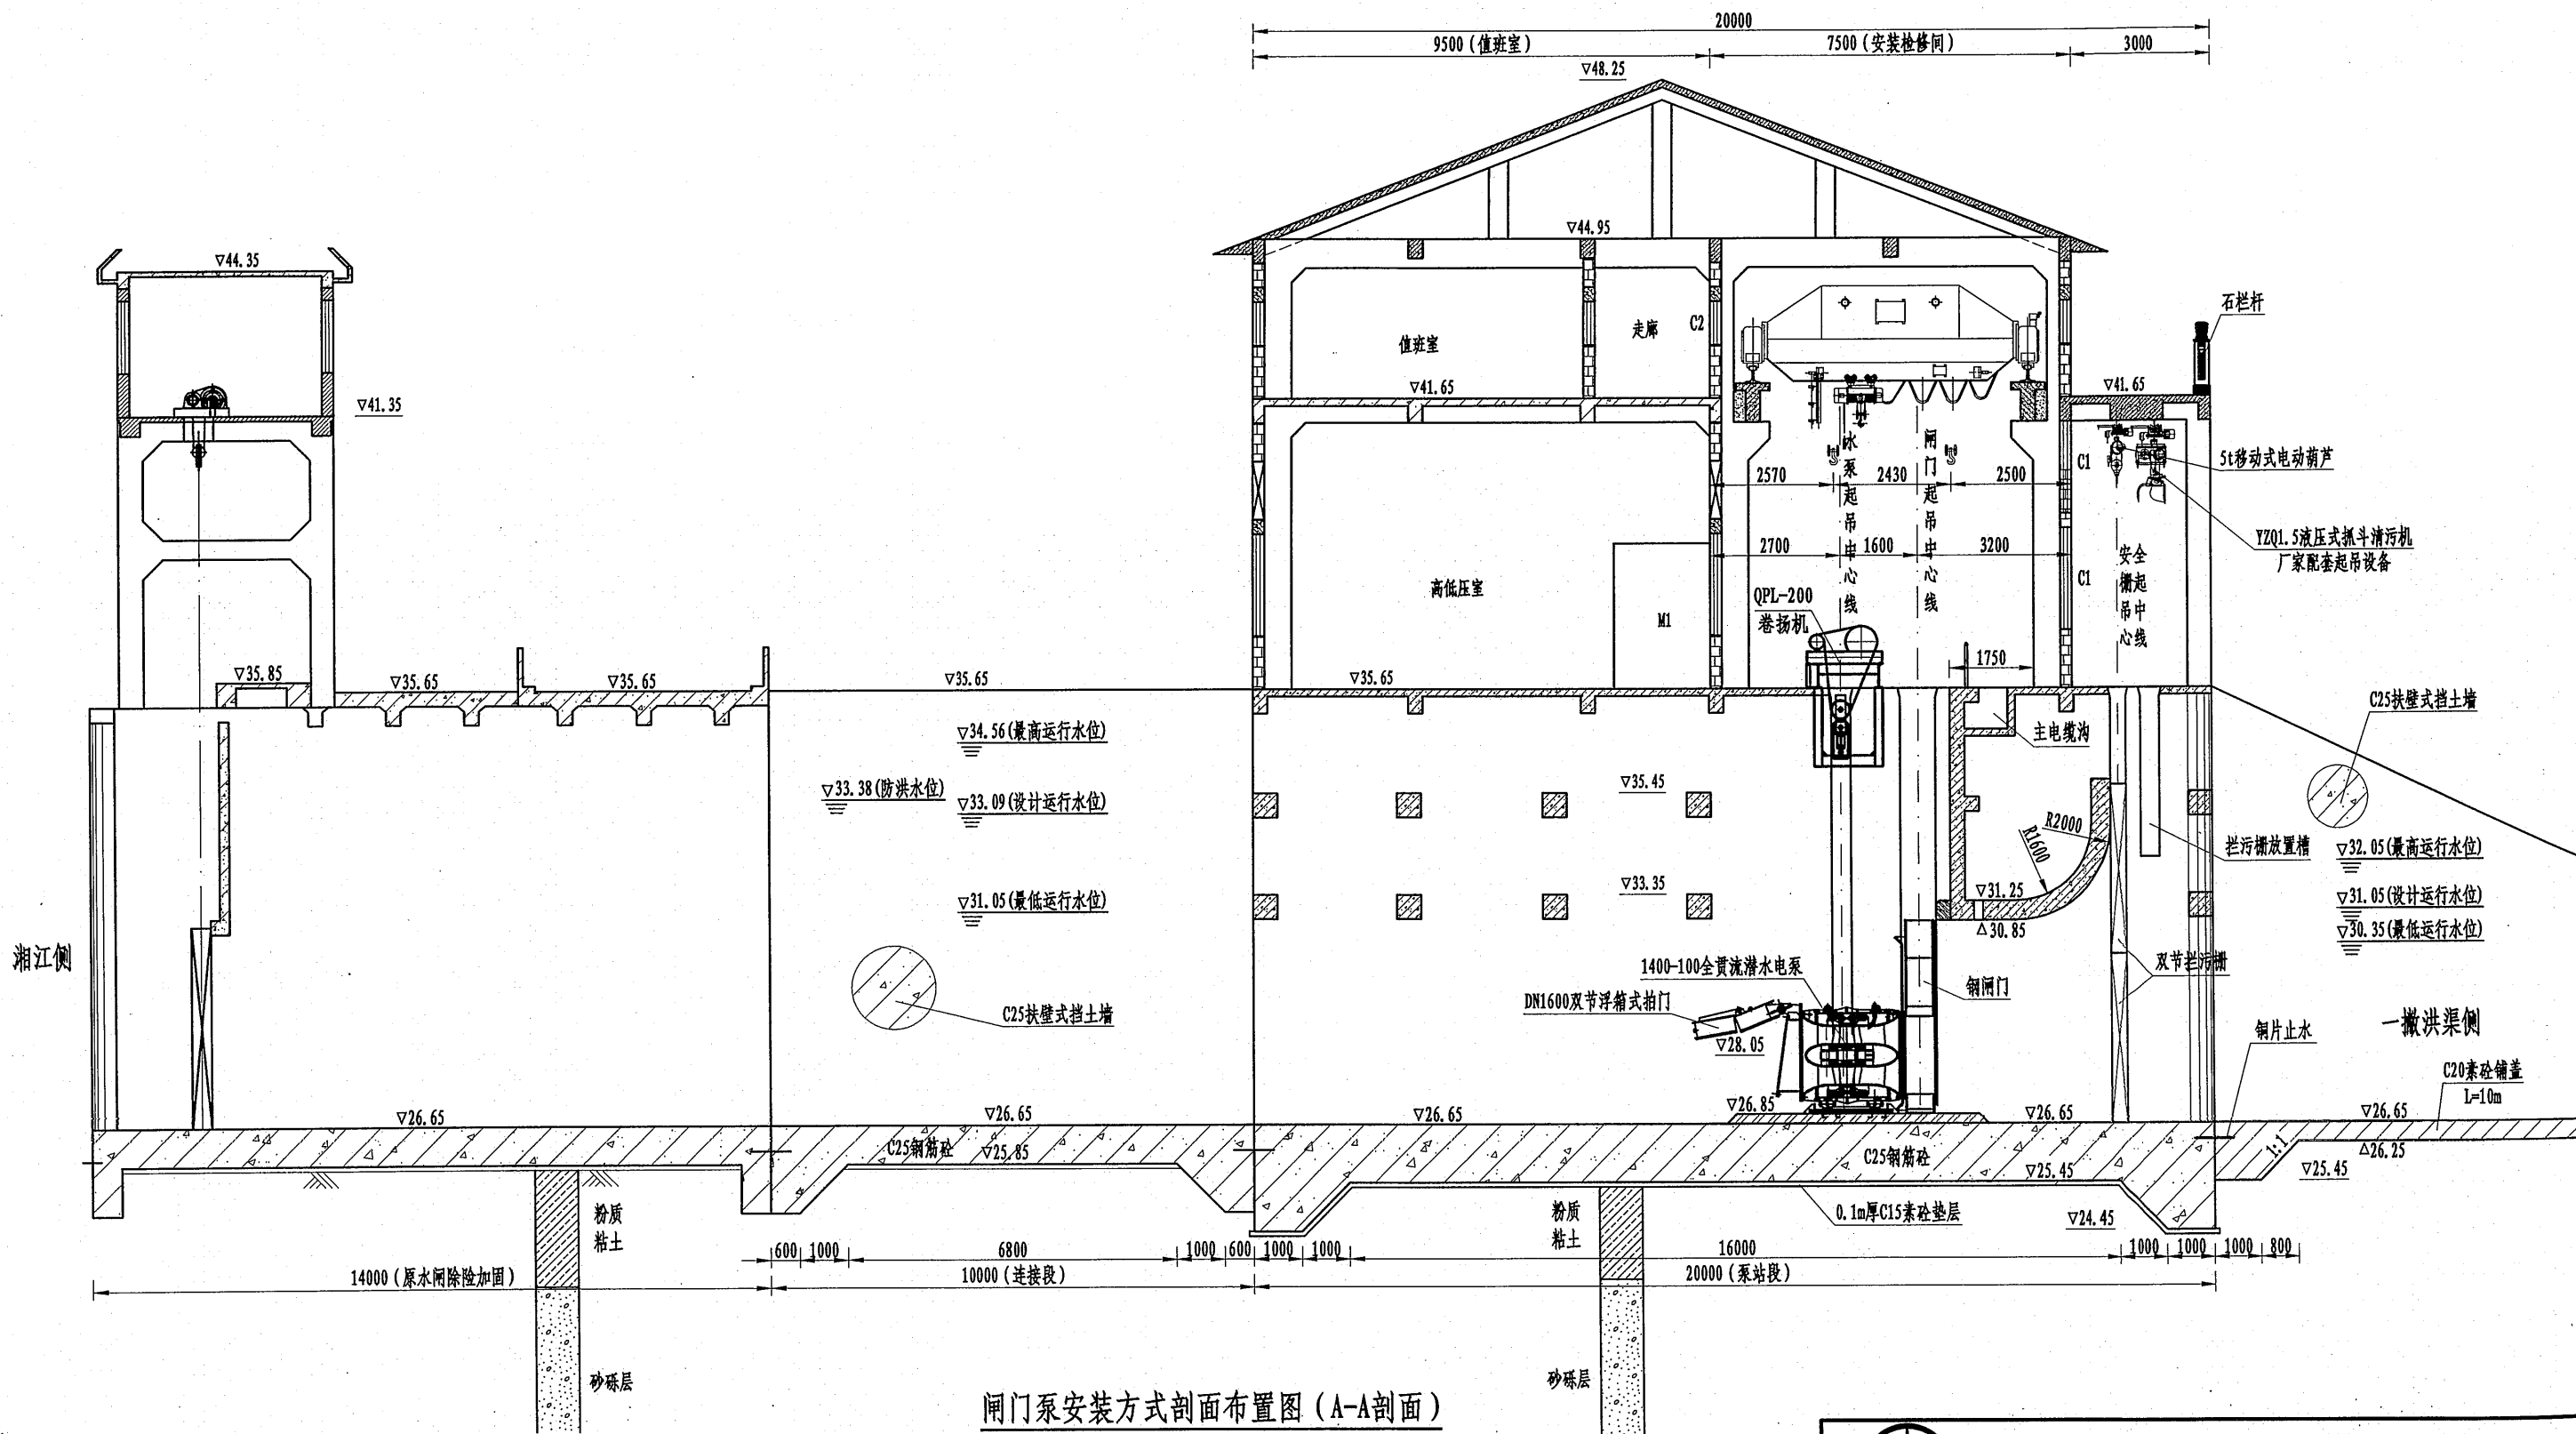 20000
9500（值班室）
7500（安装检修间）
3000
▽48.25
▽44.95
▽44.35
石栏杆
值班室
走廊
C2
▽41.65
▽41.65
▽41.35
水泵起吊中心线
闸门起吊中心线
C1
5t移动式电动葫芦
2570
2430
2500
YZQ1.5液压式抓斗清污机
厂家配套起吊设备
2700
1600
3200
安全栅起吊中心线
C1
高低压室
M1
QPL-200
卷扬机
1750
▽35.85
▽35.65
▽35.65
▽35.65
▽35.65
C25扶壁式挡土墙
主电缆沟
▽34.56(最高运行水位)
▽33.38(防洪水位)
▽33.09(设计运行水位)
▽35.45
R2000
R1600
拦污栅放置槽
▽32.05(最高运行水位)
▽31.05(最低运行水位)
▽33.35
▽31.25
▽31.05(设计运行水位)
△30.85
▽30.35(最低运行水位)
湘江侧
1400-100全贯流潜水电泵
双节拦污栅
钢闸门
DN1600双节浮箱式拍门
C25扶壁式挡土墙
▽28.05
铜片止水
一撇洪渠侧
C20素砼铺盖
L=10m
▽26.65
▽26.65
▽26.65
▽26.85
▽26.65
▽26.65
C25钢筋砼
▽25.85
C25钢筋砼
▽25.45
1:1
△26.25
▽25.45
粉质
粘土
粉质
粘土
0.1m厚C15素砼垫层
▽24.45
600
1000
6800
1000
600
1000
1000
16000
1000
1000
1000
800
14000（原水闸除险加固）
10000（连接段）
20000（泵站段）
砂砾层
砂砾层
闸门泵安装方式剖面布置图（A-A剖面）